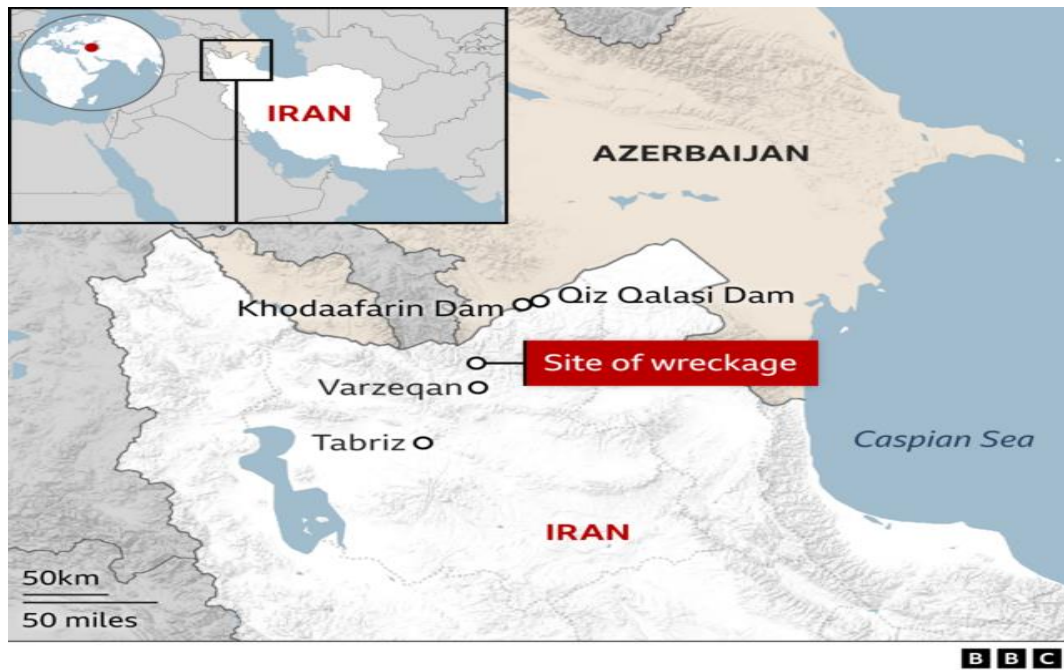 IRAN
AZERBAIJAN
Khodaafarin Dam
Qiz Qalasi Dam
Site of wreckage
Varzeqan
Tabriz
Caspian Sea
IRAN
50km
50 miles
BBC